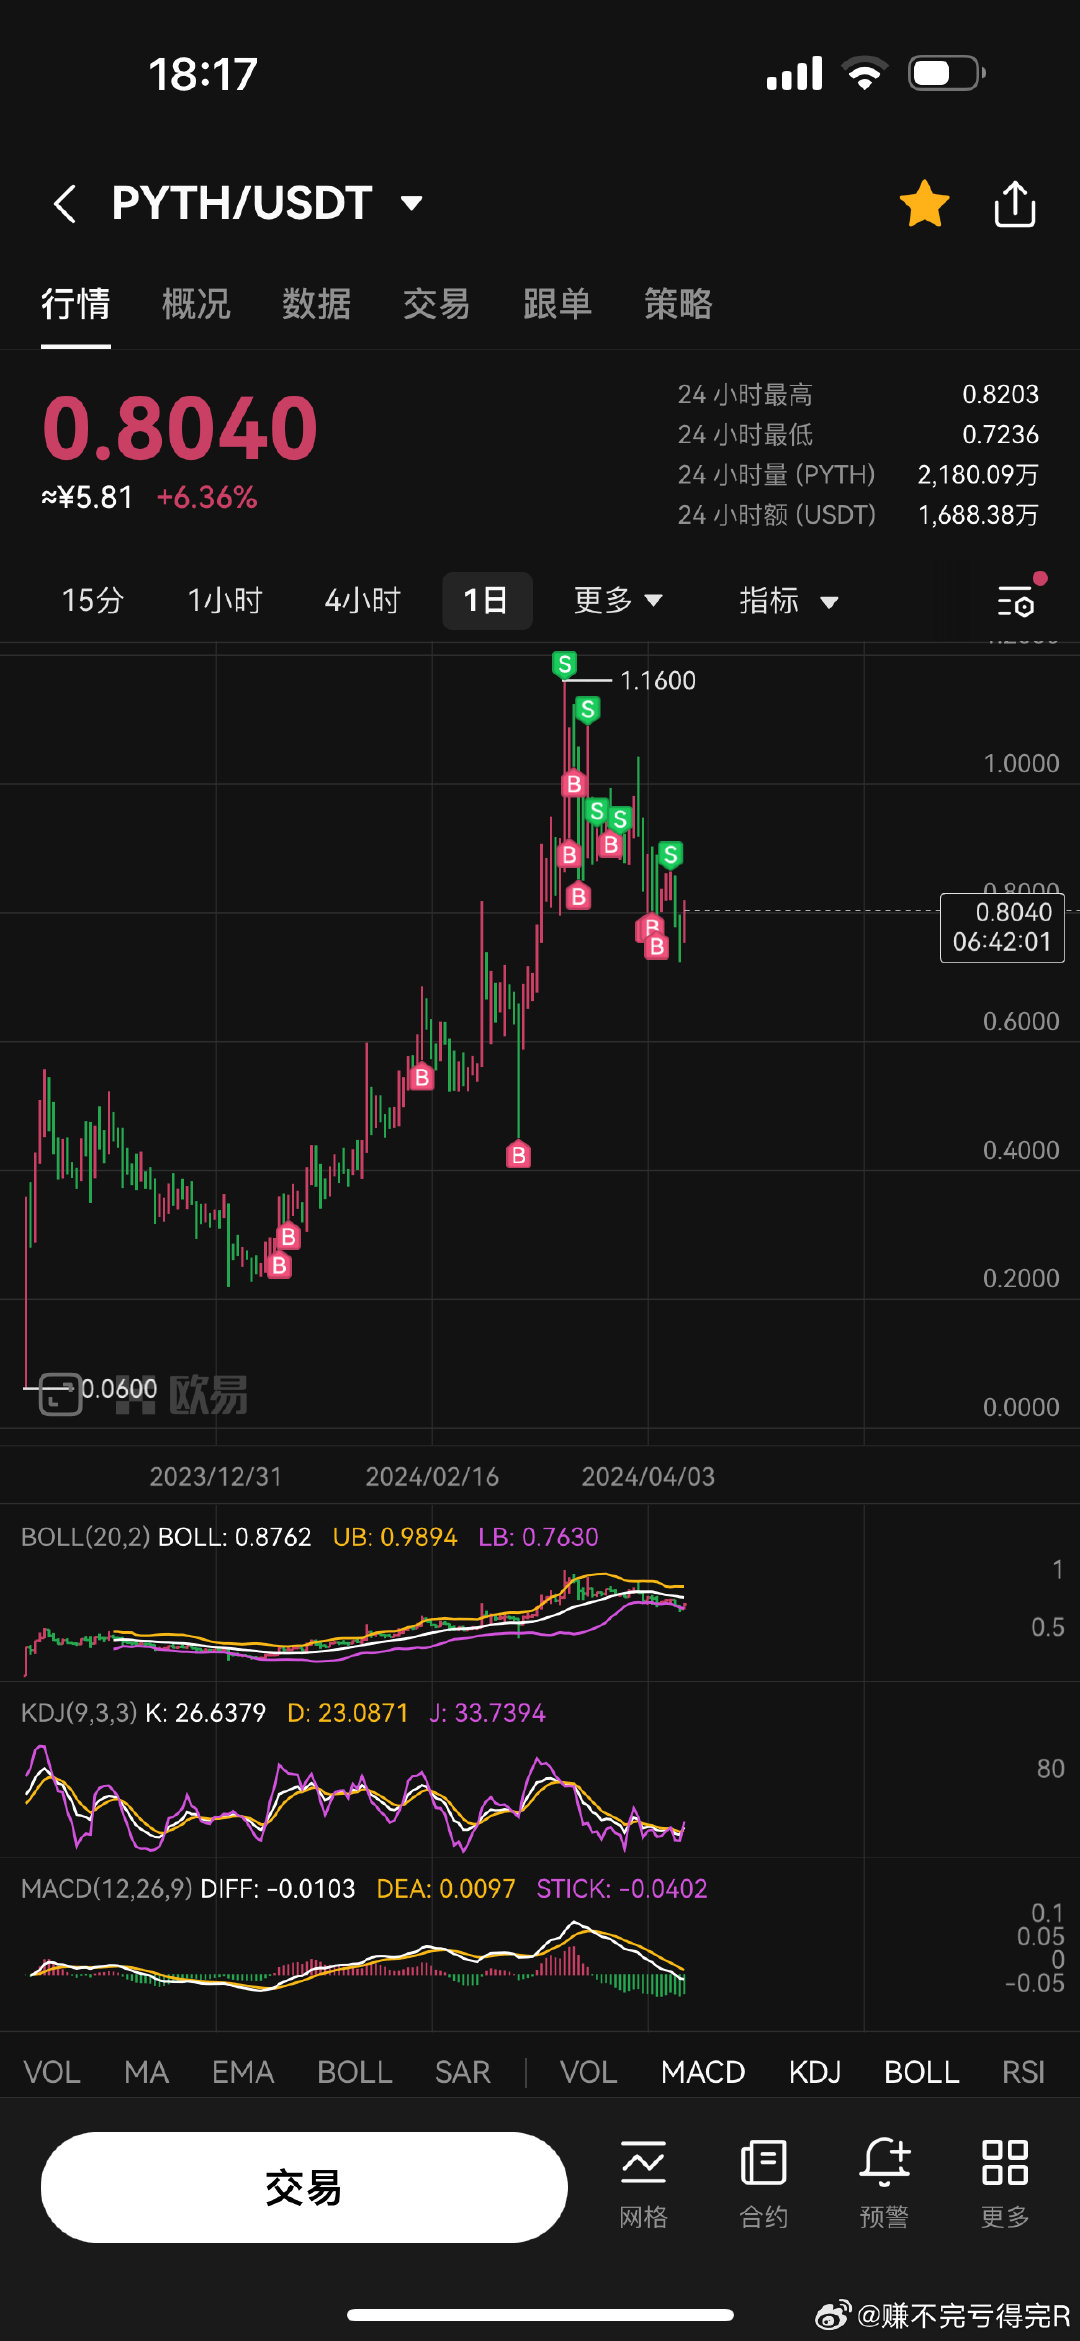 18:17
PYTH/USDT
行情 概况 数据 交易 跟单 策略
0.8040
≈¥5.81 +6.36%
24 小时最高 0.8203
24 小时最低 0.7236
24 小时量 (PYTH) 2,180.09万
24 小时额 (USDT) 1,688.38万
15分 1小时 4小时 1日 更多 指标
S
1.1600
S
1.0000
B
S S
B B S
B
0.8000
0.8040
06:42:01
B
B
0.6000
B
0.4000
B
B
B
0.2000
0.0600
欧易
0.0000
2023/12/31 2024/02/16 2024/04/03
BOLL(20,2) BOLL: 0.8762 UB: 0.9894 LB: 0.7630
1
0.5
KDJ(9,3,3) K: 26.6379 D: 23.0871 J: 33.7394
80
MACD(12,26,9) DIFF: -0.0103 DEA: 0.0097 STICK: -0.0402
0.1
0.05
0
-0.05
VOL MA EMA BOLL SAR VOL MACD KDJ BOLL RSI
交易
网格 合约 预警 更多
@赚不完亏得完R